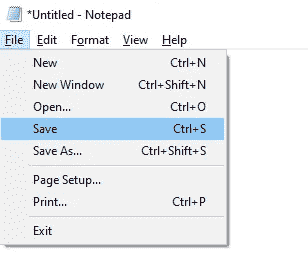 *Untitled - Notepad
File Edit Format View Help
New Ctrl+N
New Window Ctrl+Shift+N
Open... Ctrl+O
Save Ctrl+S
Save As... Ctrl+Shift+S
Page Setup...
Print... Ctrl+P
Exit